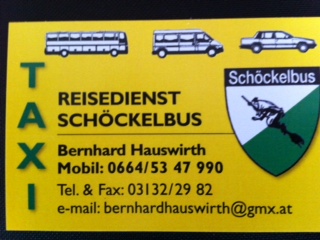 TAXI
REISEDIENST
SCHÖCKELBUS
Schöckelbus
Bernhard Hauswirth
Mobil: 0664/53 47 990
Tel. & Fax: 03132/29 82
e-mail: bernhardhauswirth@gmx.at